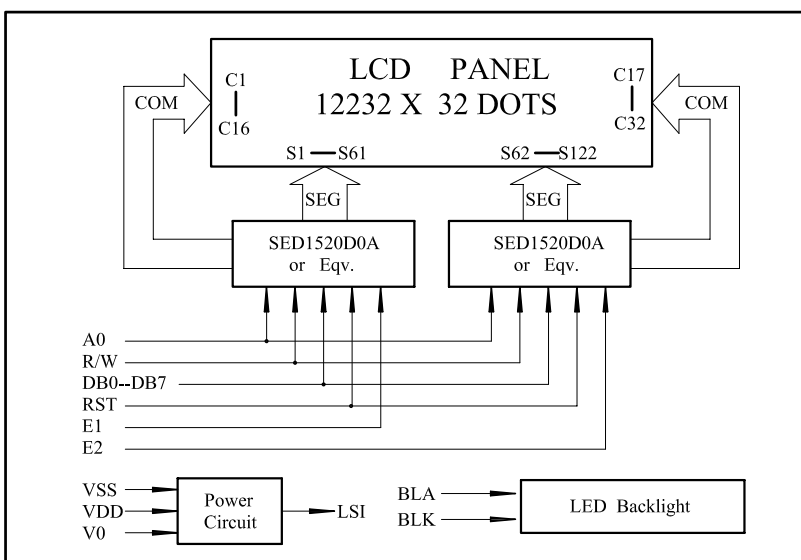 LCD PANEL
12232 X 32 DOTS
C1
C16
C17
C32
COM
COM
S1 S61
S62 S122
SEG
SEG
SED1520D0A
or Eqv.
SED1520D0A
or Eqv.
A0
R/W
DB0--DB7
RST
E1
E2
VSS
VDD
V0
Power
Circuit
LSI
BLA
BLK
LED Backlight